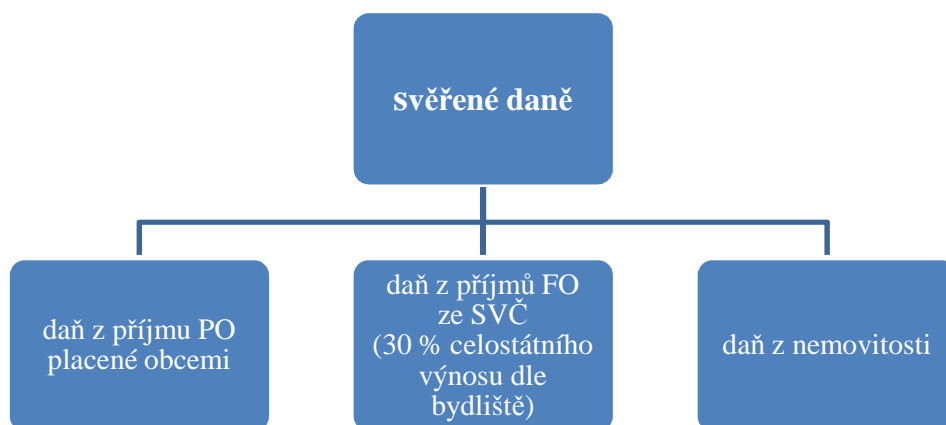 Svěřené daně
daň z příjmu PO
placené obcemi
daň z příjmů FO
ze SVČ
(30 % celostátního
výnosu dle
bydliště)
daň z nemovitosti